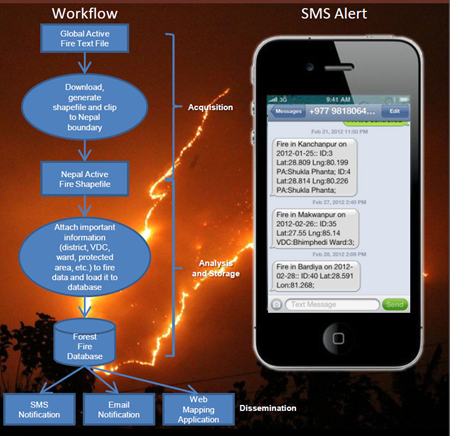 Workflow
Global Active
Fire Text File
Download,
generate
shapefile and clip
to Nepal
boundary
Acquisition
Nepal Active
Fire Shapefile
Attach important
information
(district, VDC,
ward, protected
area, etc.) to fire
data and load it to
database
Analysis
and Storage
Forest
Fire
Database
SMS
Notification
Email
Notification
Web
Mapping
Application
Dissemination
SMS Alert
3G
9:41 AM
Messages
+977 9818064...
Edit
Feb 21, 2012 11:50 PM
Fire in Kanchanpur on
2012-01-25:: ID:3
Lat:28.809 Lng:80.199
PA:Shukla Phanta; ID:4
Lat:28.814 Lng:80.226
PA:Shukla Phanta;
Feb 27, 2012 2:40 PM
Fire in Makwanpur on
2012-02-26:: ID:35
Lat:27.55 Lng:85.14
VDC:Bhimphedi Ward:3;
Feb 28, 2012 2:08 PM
Fire in Bardiya on 2012-
02-28:: ID:40 Lat:28.591
Lon:81.268;
Text Message
Send